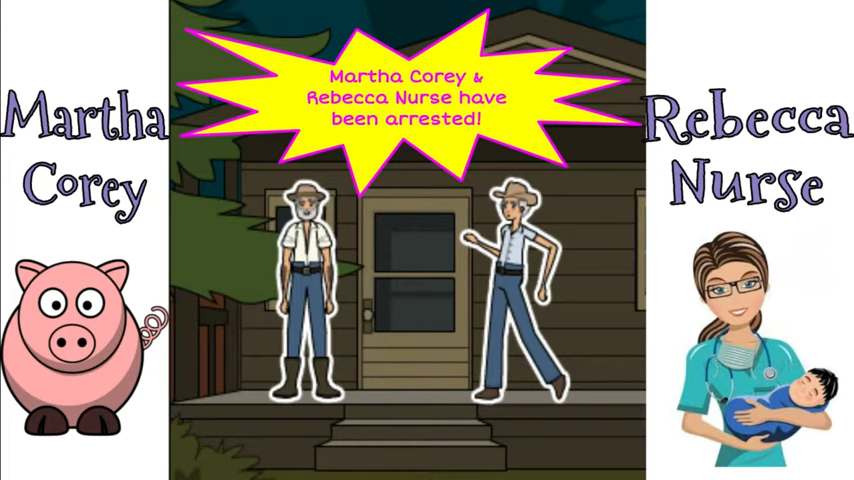 Martha Corey &
Rebecca Nurse have
been arrested!
Martha
Corey
Rebecca
Nurse